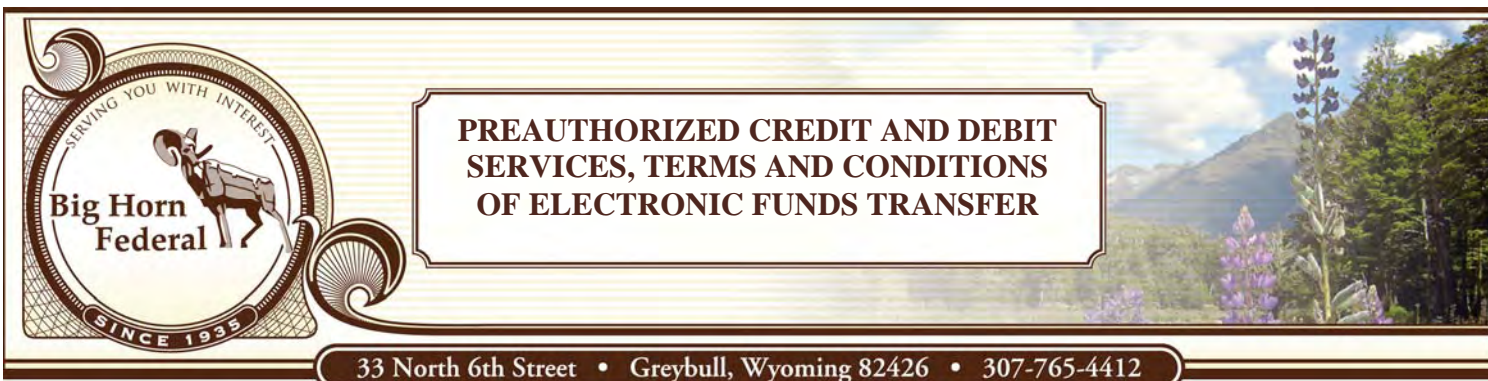 SERVING YOU WITH INTEREST
Big Horn
Federal
SINCE 1935
PREAUTHORIZED CREDIT AND DEBIT
SERVICES, TERMS AND CONDITIONS
OF ELECTRONIC FUNDS TRANSFER
33 North 6th Street • Greybull, Wyoming 82426 • 307-765-4412